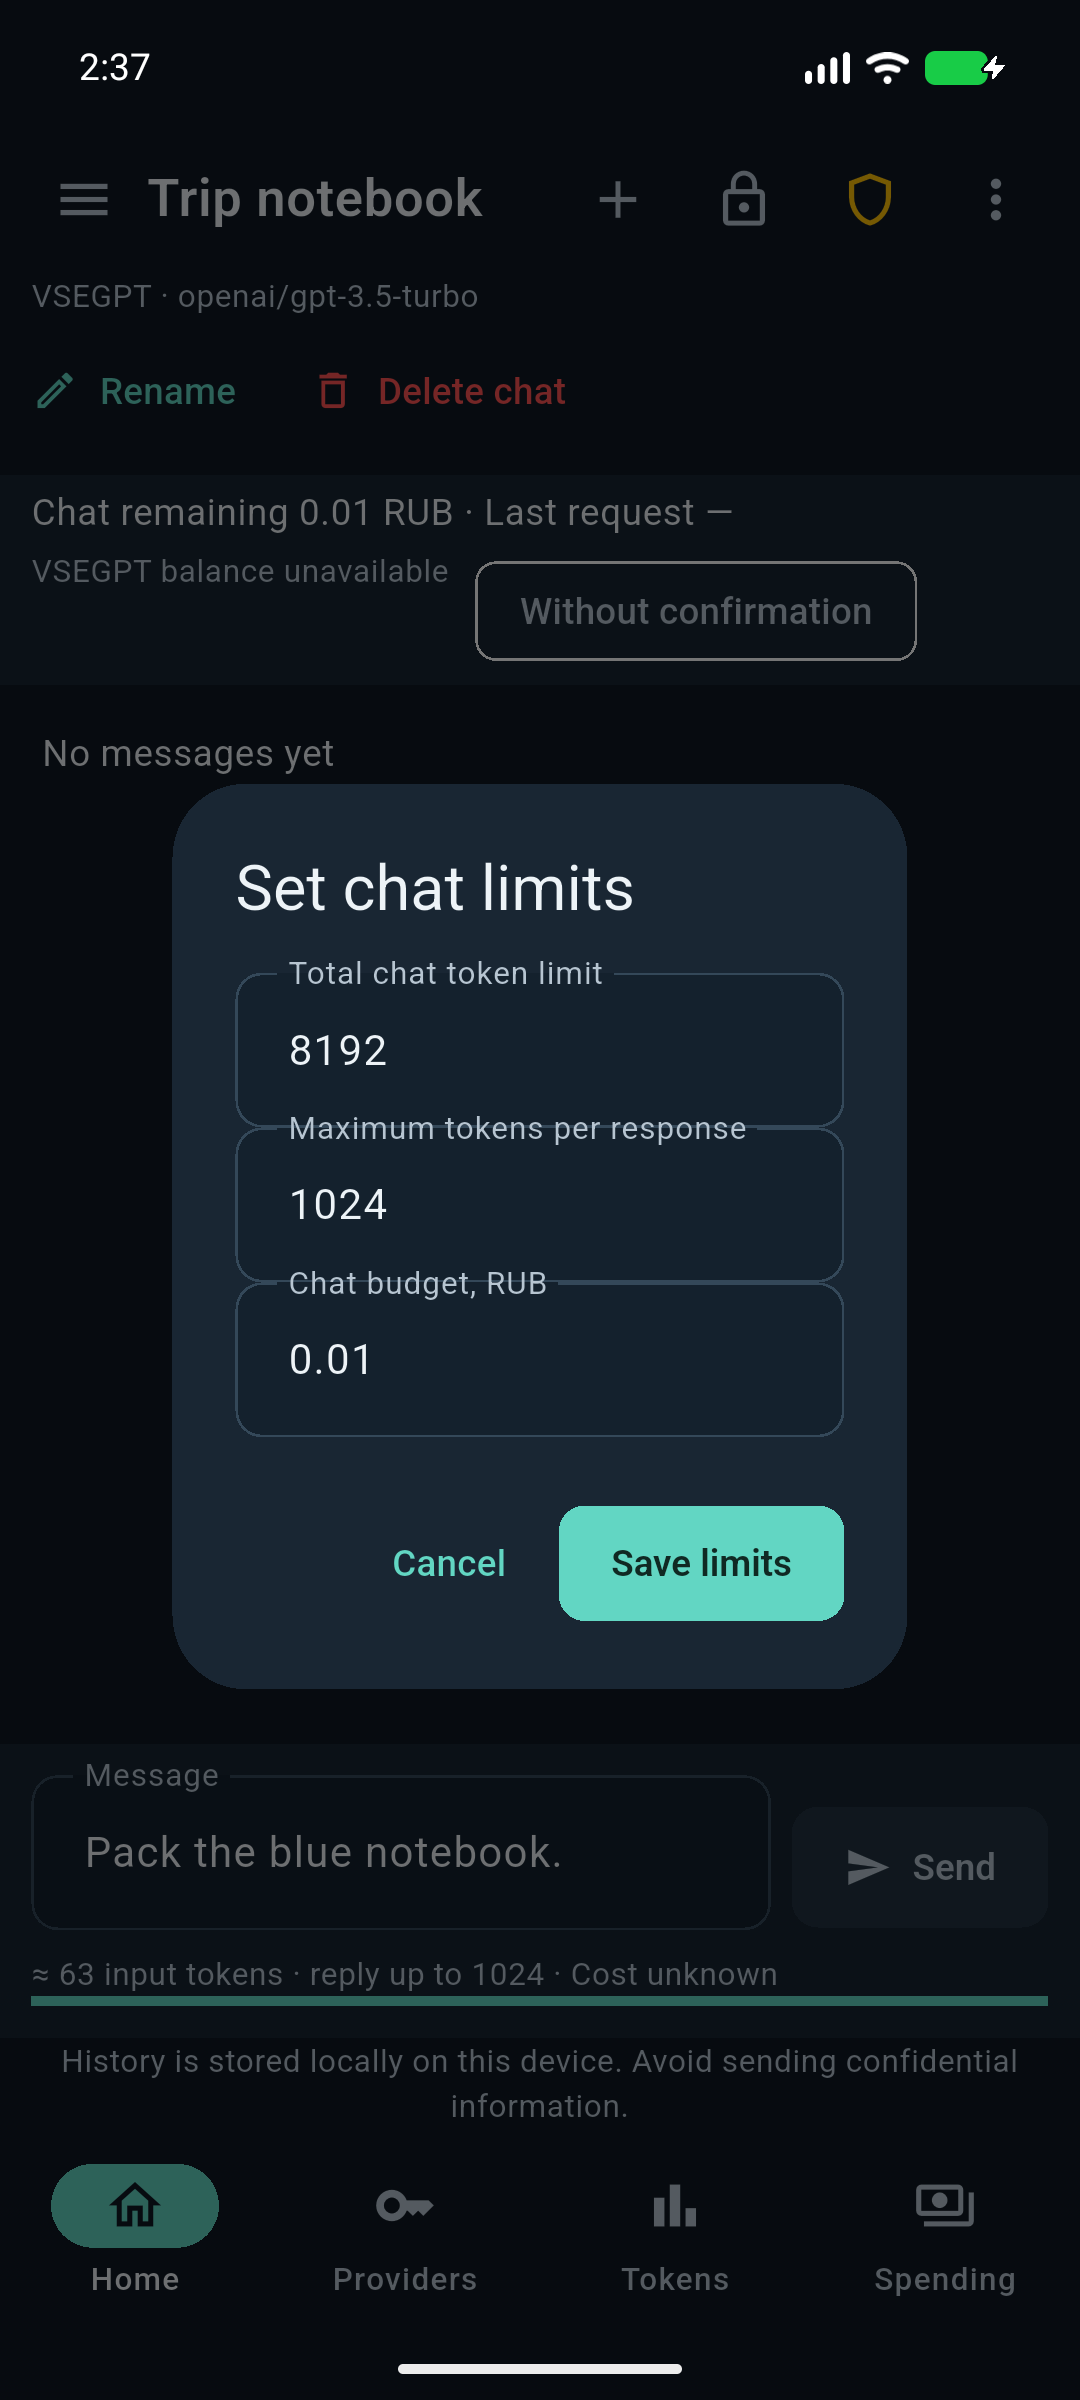 2:37
Trip notebook
VSEGPT · openai/gpt-3.5-turbo
Rename
Delete chat
Chat remaining 0.01 RUB · Last request —
VSEGPT balance unavailable
Without confirmation
No messages yet
Set chat limits
Total chat token limit
8192
Maximum tokens per response
1024
Chat budget, RUB
0.01
Cancel
Save limits
Message
Pack the blue notebook.
Send
≈ 63 input tokens · reply up to 1024 · Cost unknown
History is stored locally on this device. Avoid sending confidential
information.
Home
Providers
Tokens
Spending